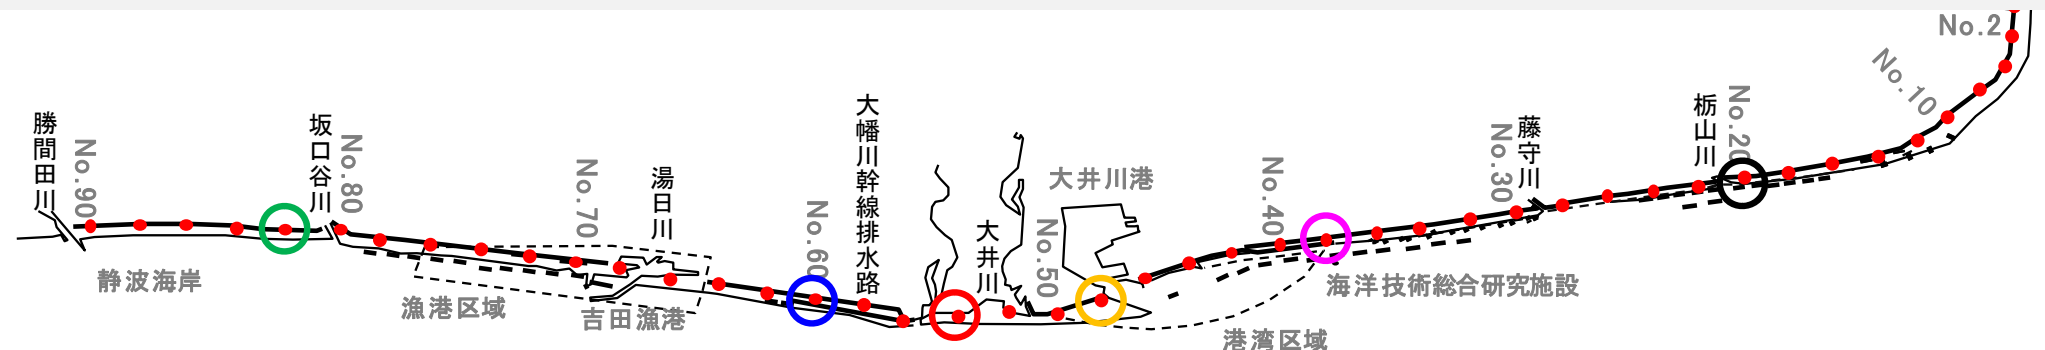 勝間田川
No.90
静波海岸
坂口谷川
No.80
漁港区域
No.70
吉田漁港
湯日川
No.60
大幡川幹線排水路
大井川
No.50
大井川港
No.40
港湾区域
海洋技術総合研究施設
No.30
藤守川
栃山川
No.20
No.10
No.2